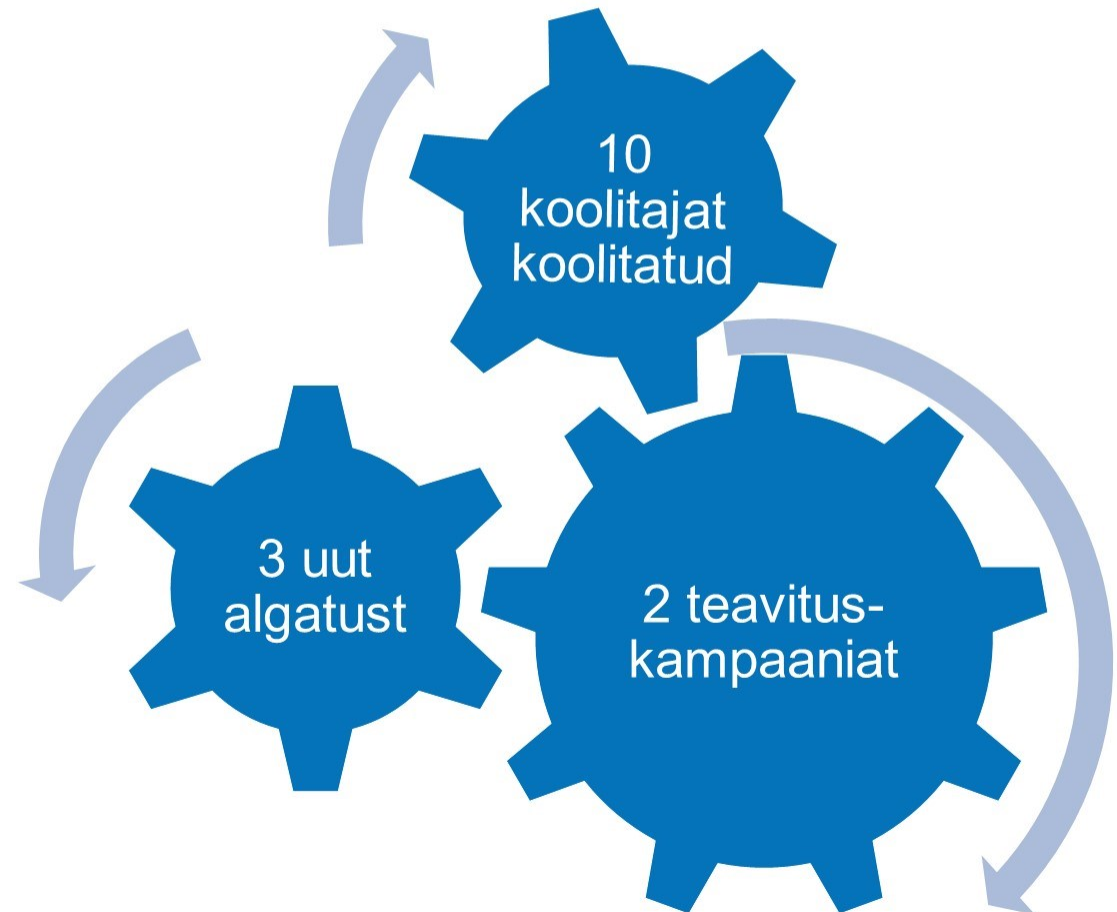 10
koolitajat
koolitatud
3 uut
algatust
2 teavitus-
kampaaniat